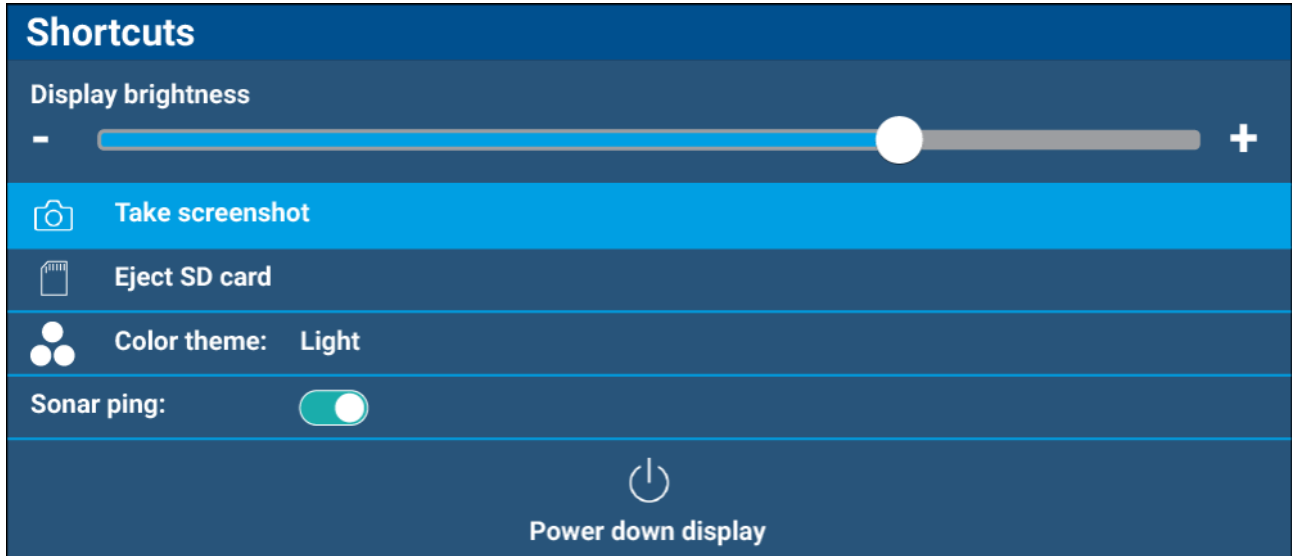 Shortcuts
Display brightness
- +
Take screenshot
Eject SD card
Color theme: Light
Sonar ping:
Power down display